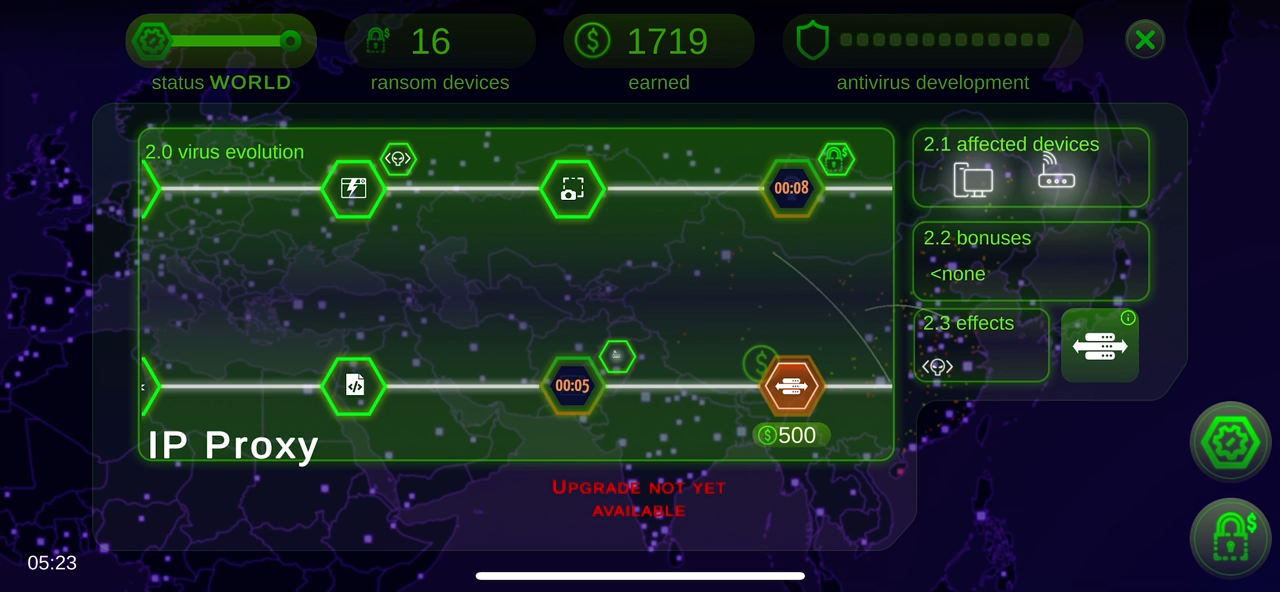 16
1719
status WORLD
ransom devices
earned
antivirus development
2.0 virus evolution
00:08
00:05
$500
IP Proxy
UPGRADE NOT YET
AVAILABLE
2.1 affected devices
2.2 bonuses
<none
2.3 effects
05:23